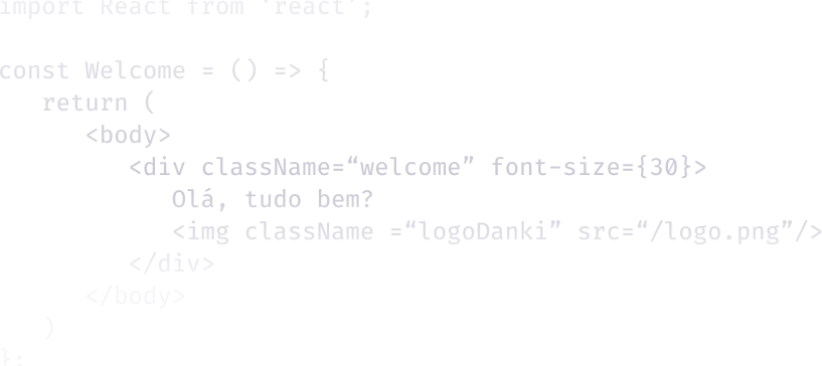 import React from 'react';
const Welcome = () => {
return (
<body>
<div className=“welcome” font-size={30}>
Olá, tudo bem?
<img className =“logoDanki” src=“/logo.png”/>
</div>
</body>
)
};